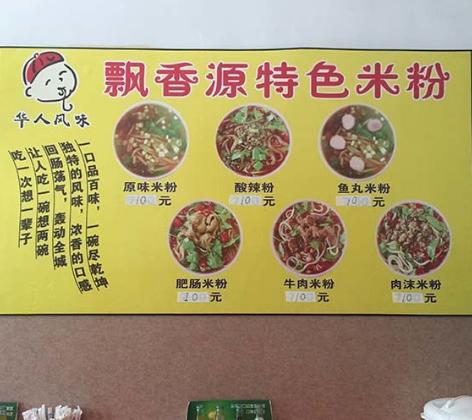 飘香源特色米粉
华人风味
一口品百味，一碗尽乾坤
独特的风味，浓香的口感
回肠荡气，轰动全城
让人吃一碗想两碗
吃一次想一辈子
原味米粉
元
酸辣粉
元
鱼丸米粉
元
肥肠米粉
元
牛肉米粉
元
肉沫米粉
元